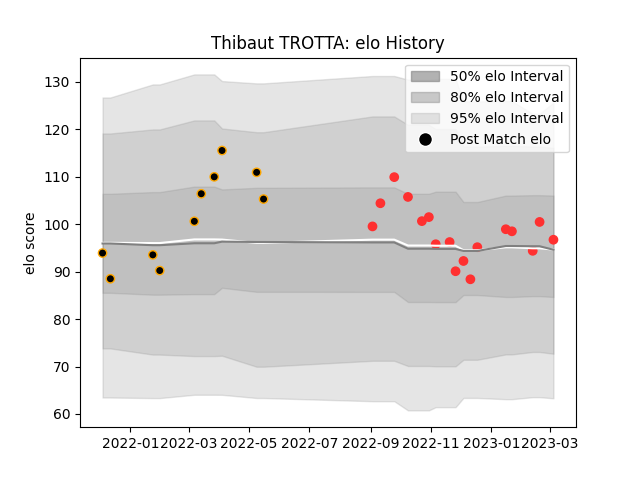 Thibaut TROTTA: elo History
50% elo Interval
80% elo Interval
95% elo Interval
Post Match elo
elo score
130
120
110
100
90
80
70
60
2022-01 2022-03 2022-05 2022-07 2022-09 2022-11 2023-01 2023-03